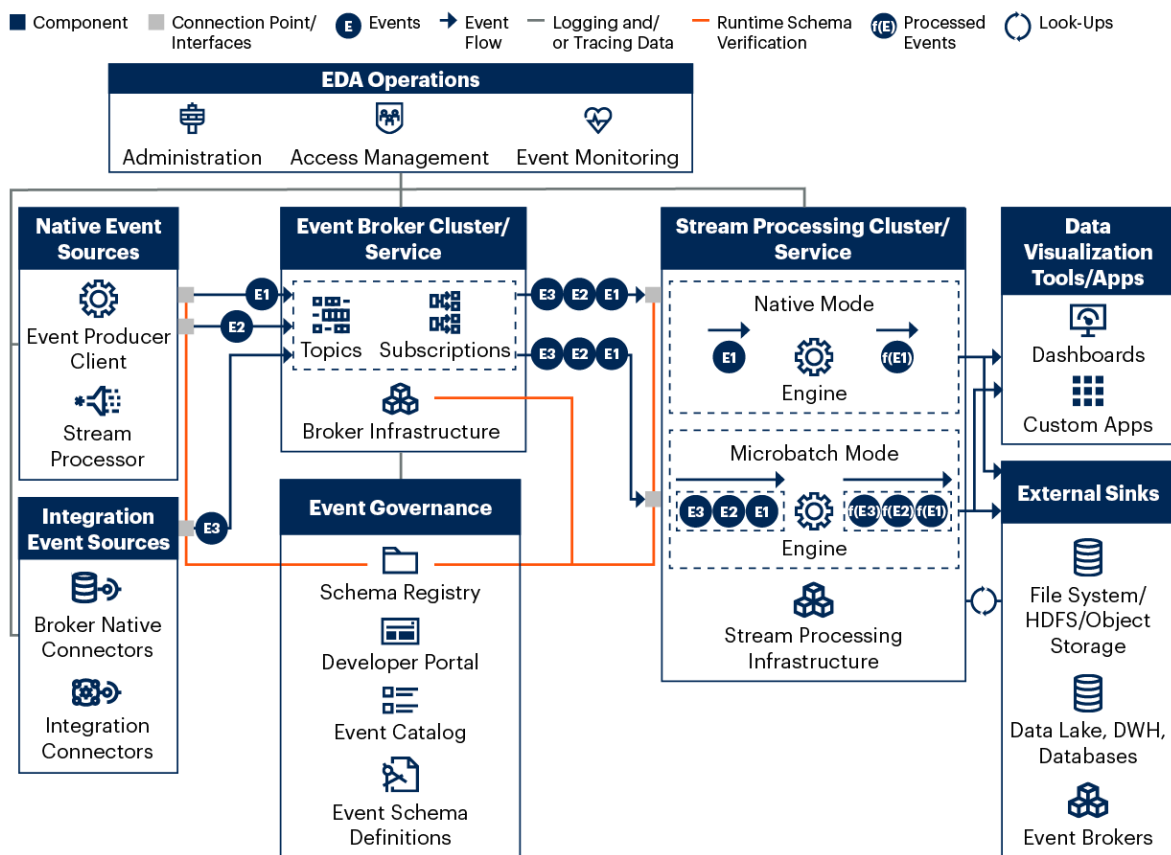 Component
Connection Point/
Interfaces
E
Events
Event
Flow
Logging and/
or Tracing Data
Runtime Schema
Verification
f(E)
Processed
Events
Look-Ups
EDA Operations
Administration
Access Management
Event Monitoring
Native Event
Sources
Event Producer
Client
Stream
Processor
Integration
Event Sources
Broker Native
Connectors
Integration
Connectors
E1
E2
E3
Event Broker Cluster/
Service
Topics
Subscriptions
Broker Infrastructure
Event Governance
Schema Registry
Developer Portal
Event Catalog
Event Schema
Definitions
E3 E2 E1
E3 E2 E1
Stream Processing Cluster/
Service
Native Mode
E1
f(E1)
Engine
Microbatch Mode
E3 E2 E1
f(E3) f(E2) f(E1)
Engine
Stream Processing
Infrastructure
Data
Visualization
Tools/Apps
Dashboards
Custom Apps
External Sinks
File System/
HDFS/Object
Storage
Data Lake, DWH,
Databases
Event Brokers